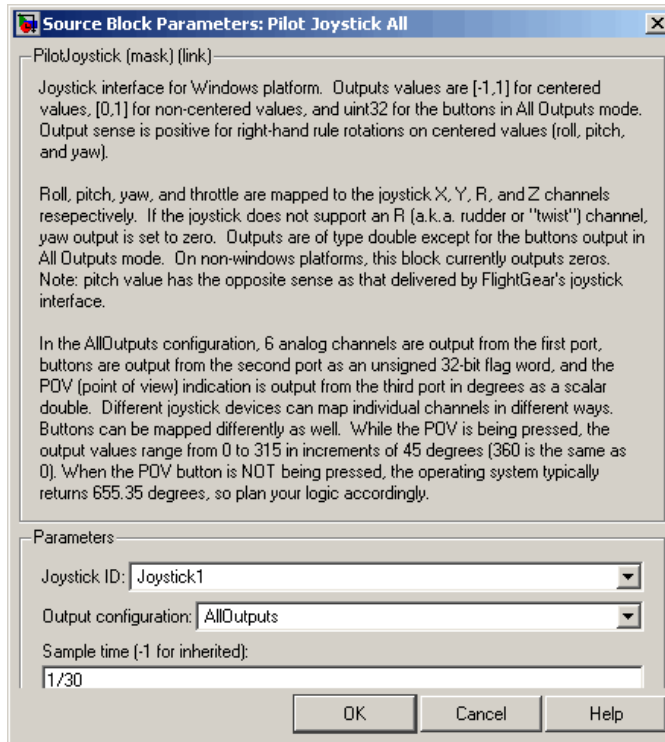 Source Block Parameters: Pilot Joystick All
PilotJoystick (mask) (link)
Joystick interface for Windows platform. Outputs values are [-1,1] for centered
values, [0,1] for non-centered values, and uint32 for the buttons in All Outputs mode.
Output sense is positive for right-hand rule rotations on centered values (roll, pitch,
and yaw).
Roll, pitch, yaw, and throttle are mapped to the joystick X, Y, R, and Z channels
resepectively. If the joystick does not support an R (a.k.a. rudder or "twist") channel,
yaw output is set to zero. Outputs are of type double except for the buttons output in
All Outputs mode. On non-windows platforms, this block currently outputs zeros.
Note: pitch value has the opposite sense as that delivered by FlightGear's joystick
interface.
In the AllOutputs configuration, 6 analog channels are output from the first port,
buttons are output from the second port as an unsigned 32-bit flag word, and the
POV (point of view) indication is output from the third port in degrees as a scalar
double. Different joystick devices can map individual channels in different ways.
Buttons can be mapped differently as well. While the POV is being pressed, the
output values range from 0 to 315 in increments of 45 degrees (360 is the same as
0). When the POV button is NOT being pressed, the operating system typically
returns 655.35 degrees, so plan your logic accordingly.
Parameters
Joystick ID: Joystick1
Output configuration: AllOutputs
Sample time (-1 for inherited):
1/30
OK Cancel Help